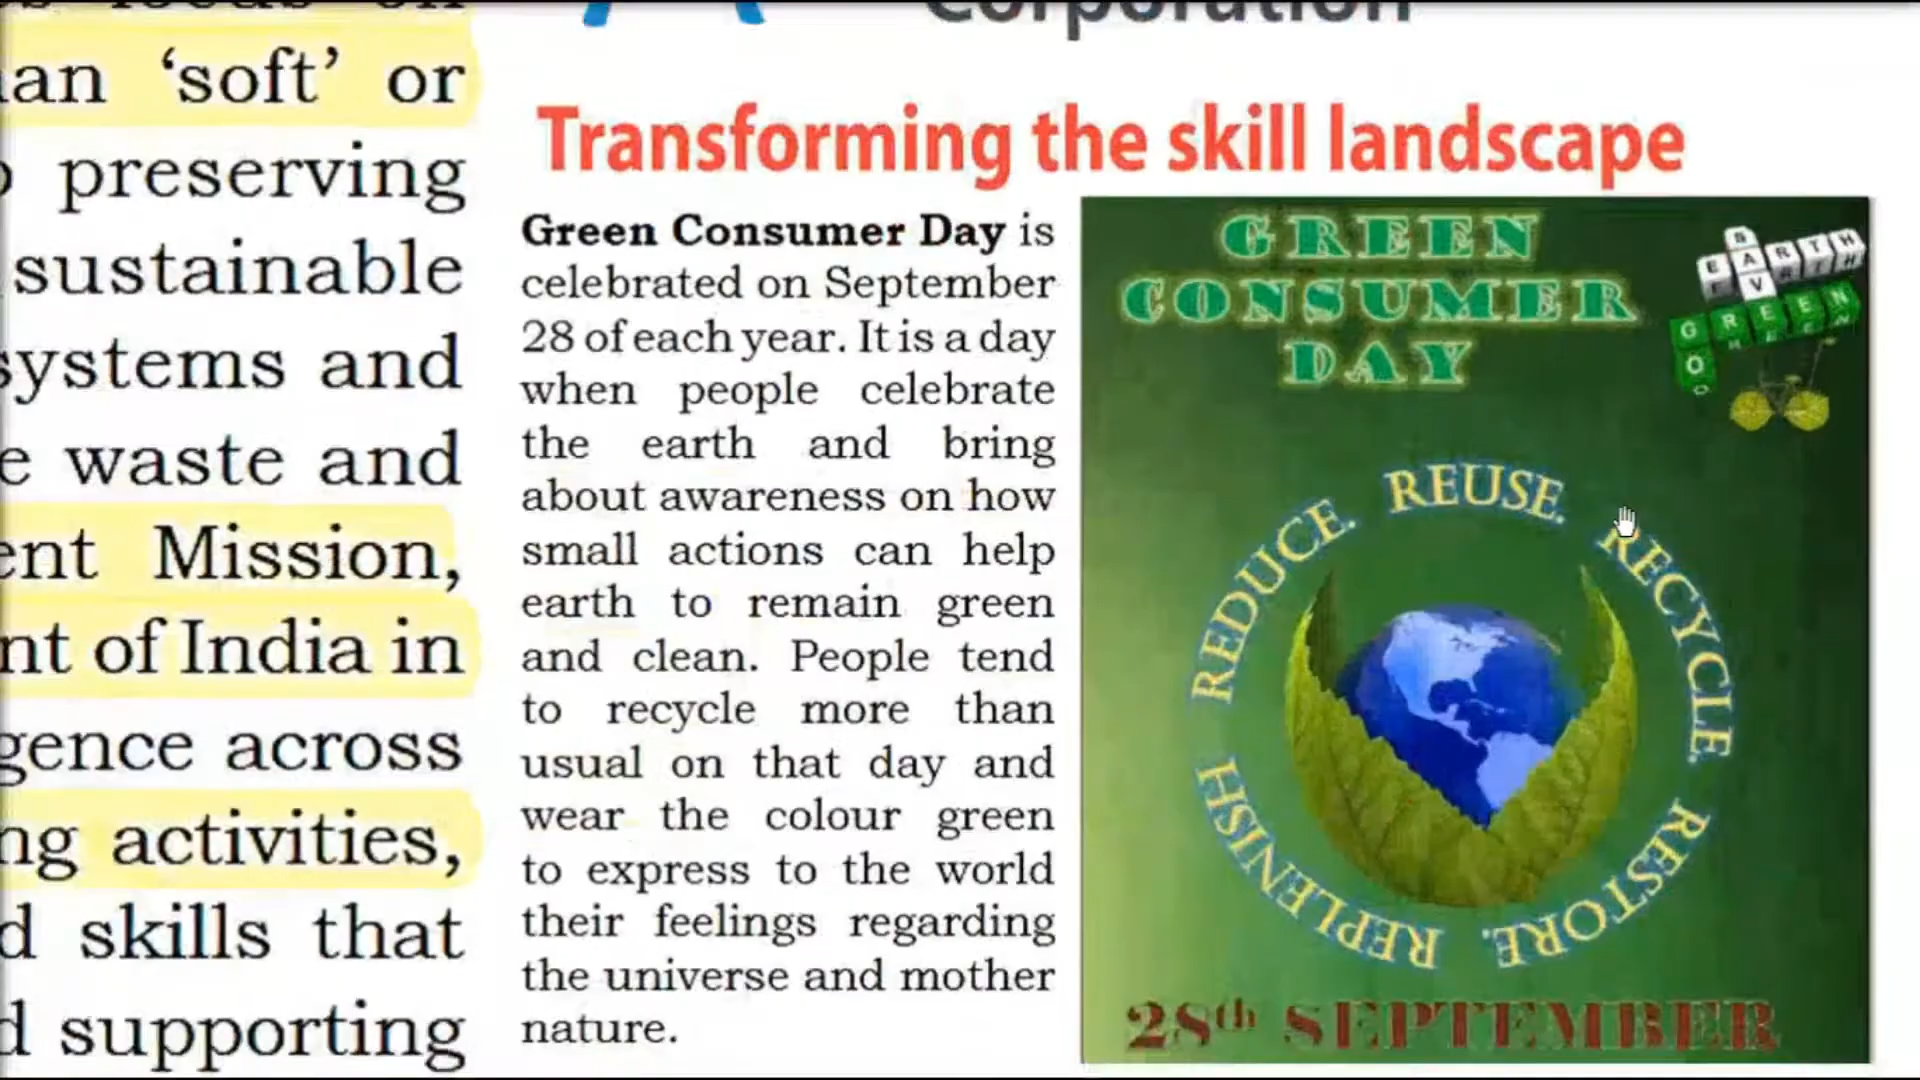 an ‘soft’ or
preserving
sustainable
systems and
e waste and
ent Mission,
nt of India in
gence across
ng activities,
d skills that
d supporting
Corporation
Transforming the skill landscape
Green Consumer Day is
celebrated on September
28 of each year. It is a day
when people celebrate
the earth and bring
about awareness on how
small actions can help
earth to remain green
and clean. People tend
to recycle more than
usual on that day and
wear the colour green
to express to the world
their feelings regarding
the universe and mother
nature.
GREEN
CONSUMER
DAY
SAVE
EARTH
GREEN
GO
REDUCE. REUSE. RECYCLE. RESTORE. REPLENISH
28th SEPTEMBER